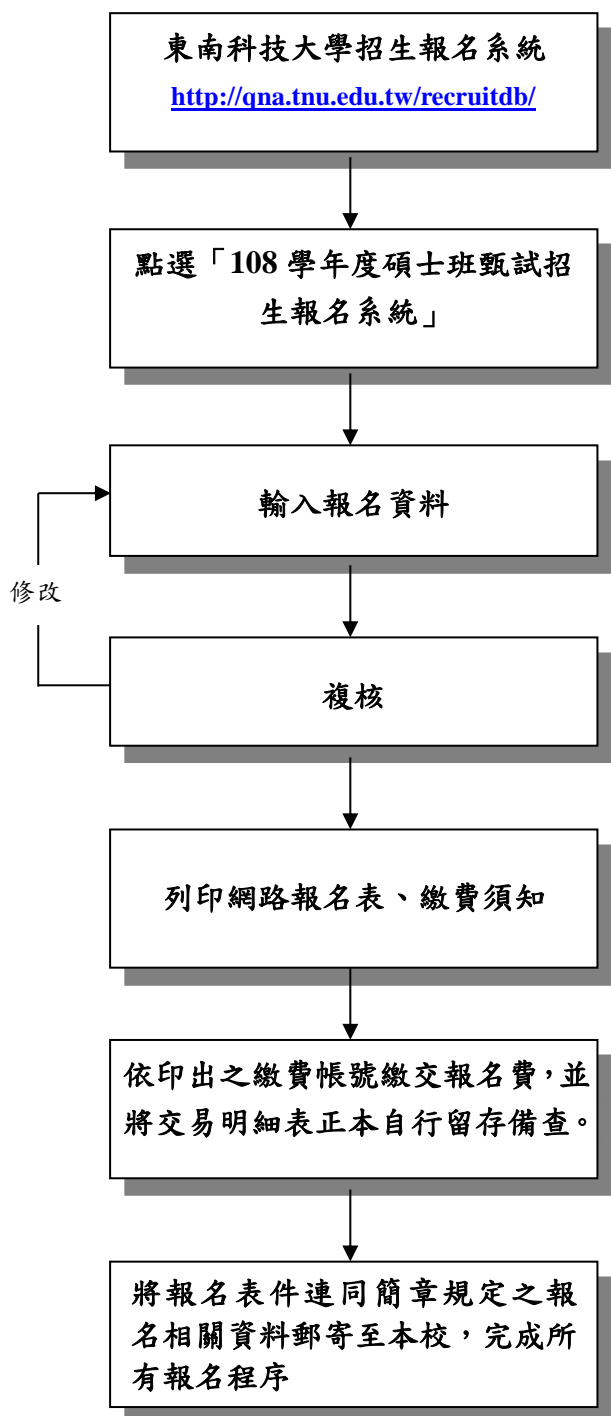 東南科技大學招生報名系統
http://qna.tnu.edu.tw/recruitdb/
點選「108 學年度碩士班甄試招
生報名系統」
輸入報名資料
修改
複核
列印網路報名表、繳費須知
依印出之繳費帳號繳交報名費，並
將交易明細表正本自行留存備查。
將報名表件連同簡章規定之報
名相關資料郵寄至本校，完成所
有報名程序